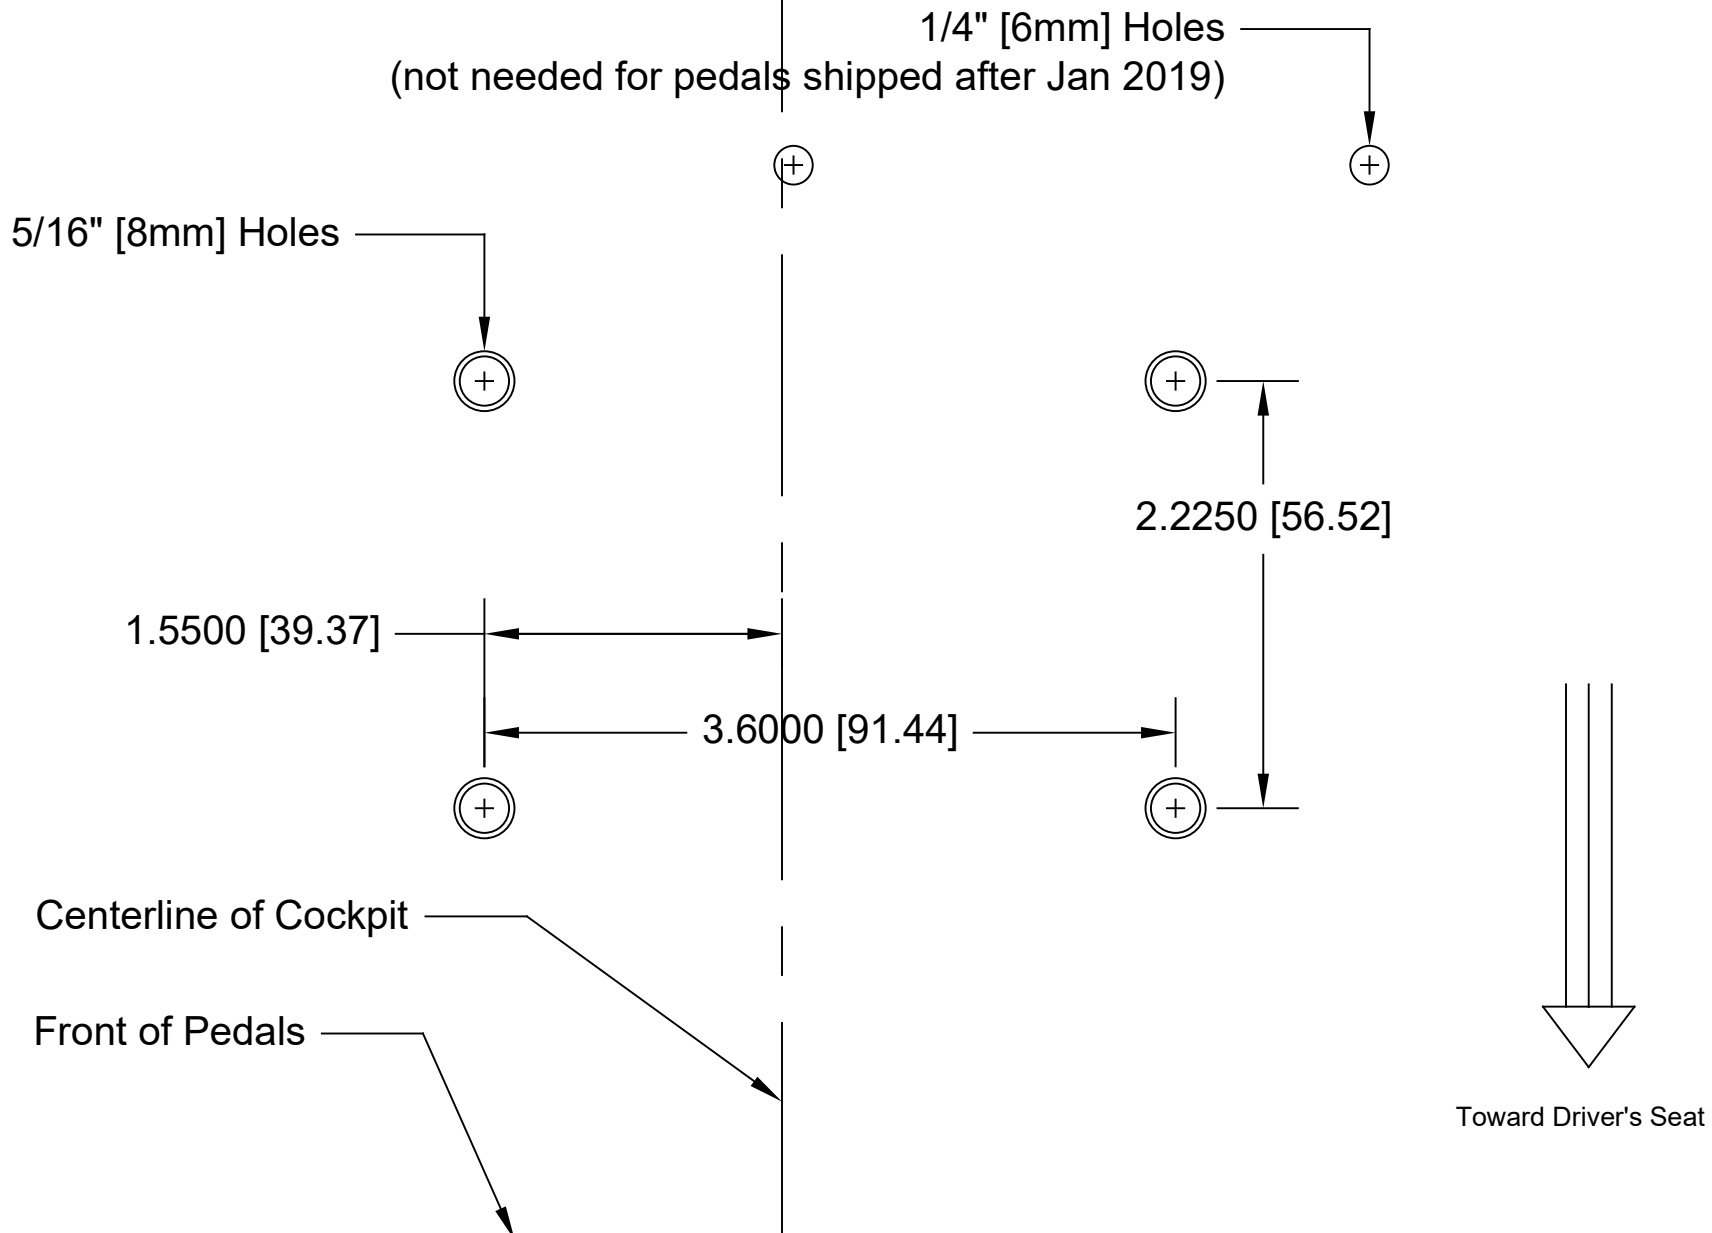 1/4" [6mm] Holes
(not needed for pedals shipped after Jan 2019)
5/16" [8mm] Holes
2.2250 [56.52]
1.5500 [39.37]
3.6000 [91.44]
Centerline of Cockpit
Front of Pedals
Toward Driver's Seat